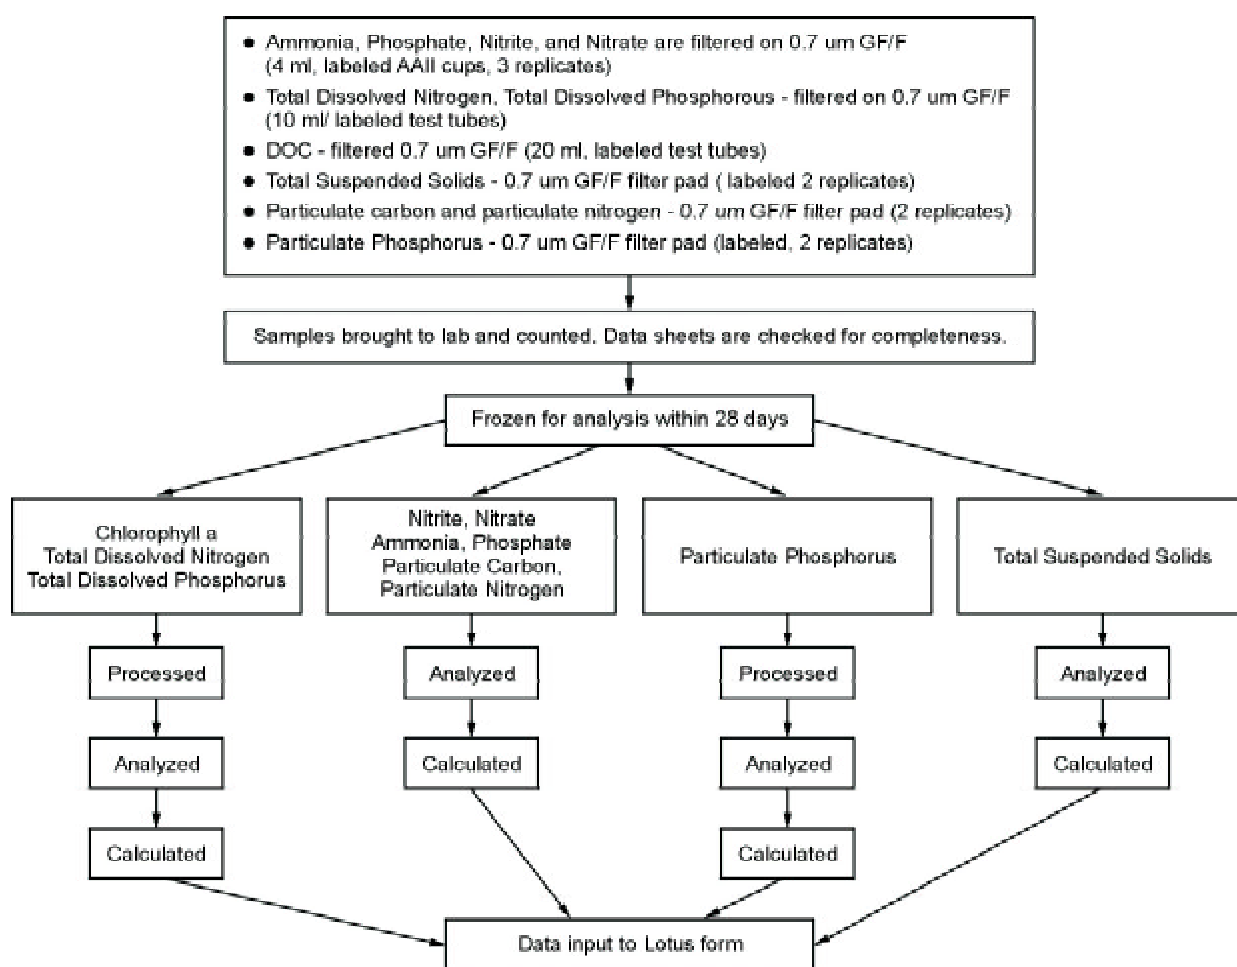 ● Ammonia, Phosphate, Nitrite, and Nitrate are filtered on 0.7 um GF/F
(4 ml, labeled AAII cups, 3 replicates)
● Total Dissolved Nitrogen, Total Dissolved Phosphorous - filtered on 0.7 um GF/F
(10 ml/ labeled test tubes)
● DOC - filtered 0.7 um GF/F (20 ml, labeled test tubes)
● Total Suspended Solids - 0.7 um GF/F filter pad ( labeled 2 replicates)
● Particulate carbon and particulate nitrogen - 0.7 um GF/F filter pad (2 replicates)
● Particulate Phosphorus - 0.7 um GF/F filter pad (labeled, 2 replicates)
Samples brought to lab and counted. Data sheets are checked for completeness.
Frozen for analysis within 28 days
Chlorophyll a
Total Dissolved Nitrogen
Total Dissolved Phosphorus
Nitrite, Nitrate
Ammonia, Phosphate
Particulate Carbon,
Particulate Nitrogen
Particulate Phosphorus
Total Suspended Solids
Processed
Analyzed
Processed
Analyzed
Analyzed
Calculated
Analyzed
Calculated
Calculated
Calculated
Data input to Lotus form